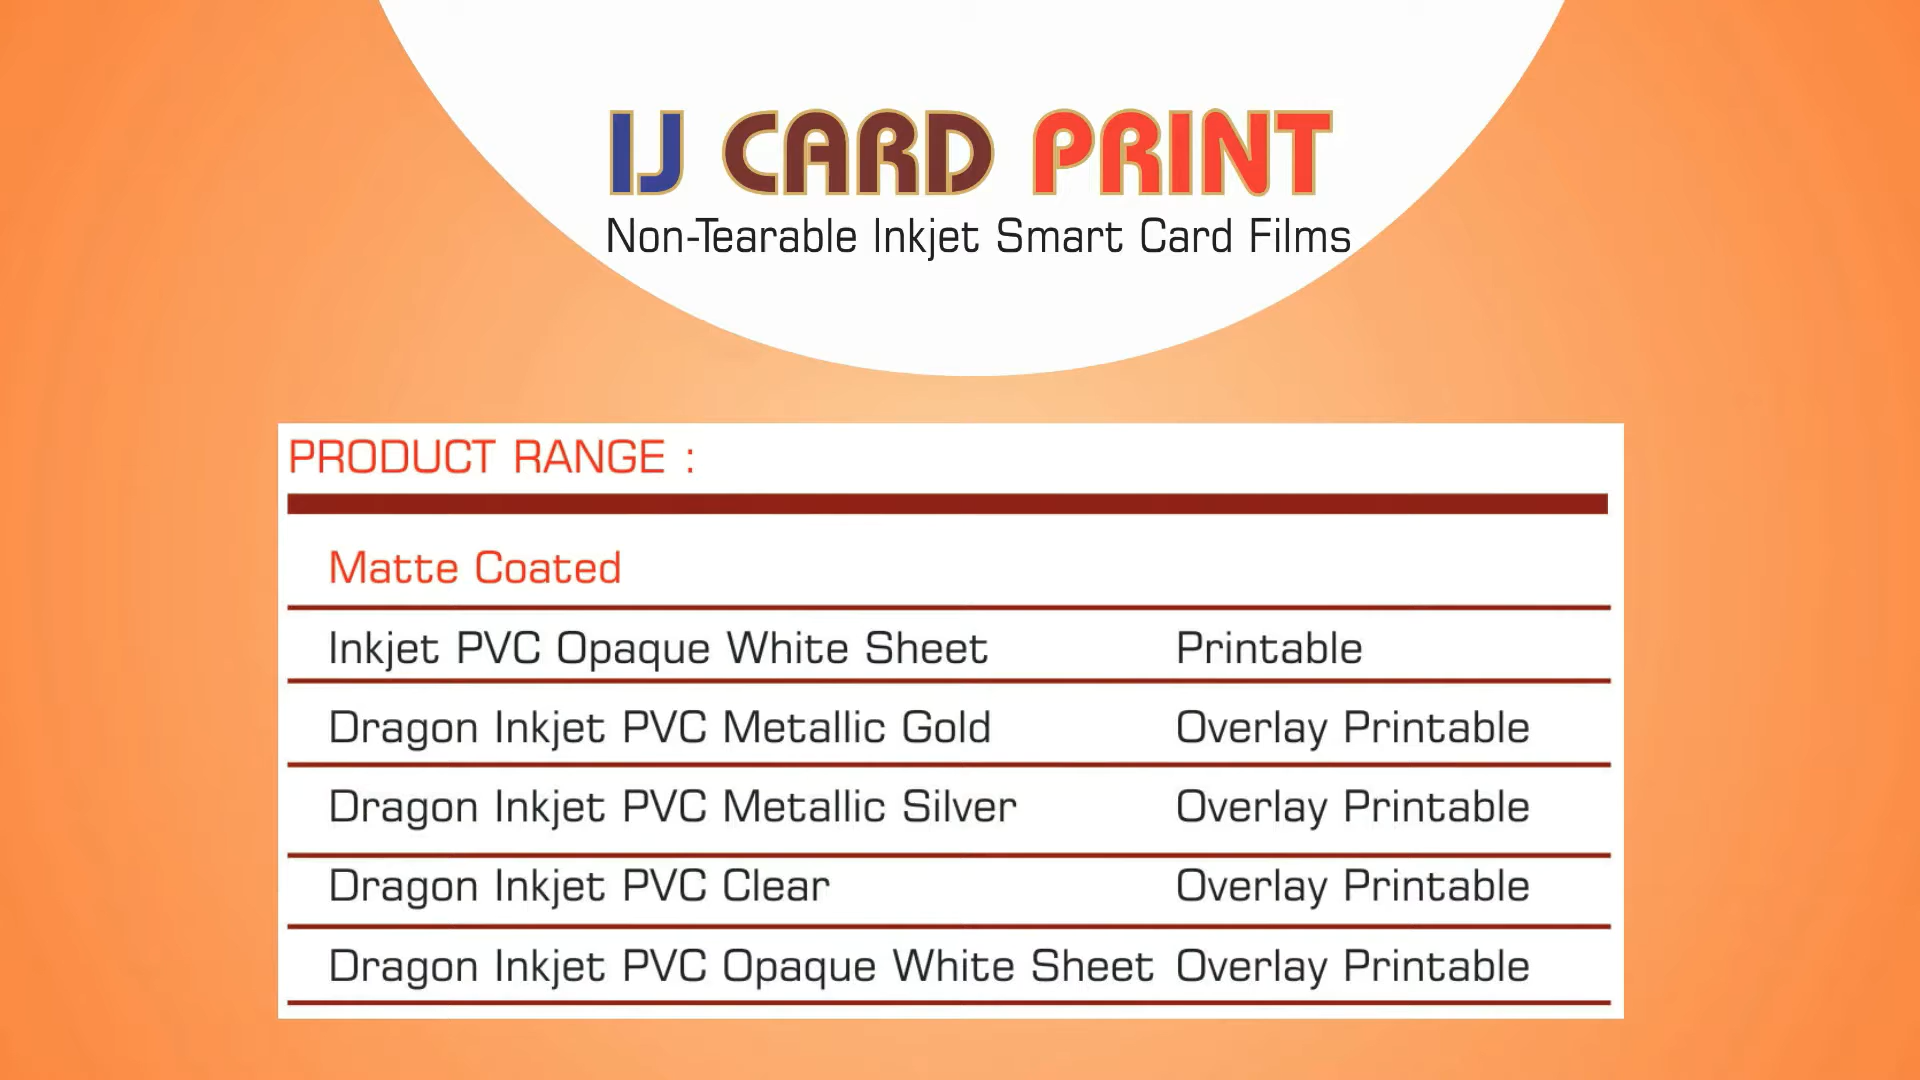 IJ CARD PRINT
Non-Tearable Inkjet Smart Card Films
PRODUCT RANGE :
Matte Coated
Inkjet PVC Opaque White Sheet Printable
Dragon Inkjet PVC Metallic Gold Overlay Printable
Dragon Inkjet PVC Metallic Silver Overlay Printable
Dragon Inkjet PVC Clear Overlay Printable
Dragon Inkjet PVC Opaque White Sheet Overlay Printable